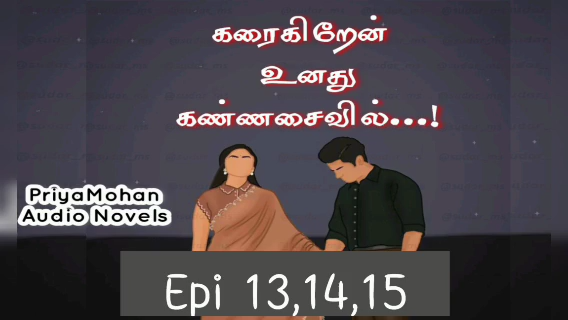 கரைகிறேன்
உனது
கண்ணசைவில்...!
PriyaMohan
Audio Novels
Epi 13,14,15